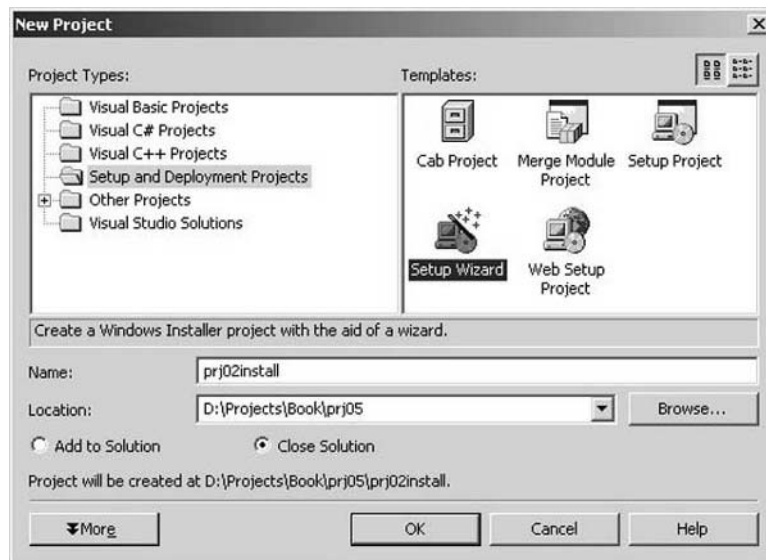 New Project
Project Types:
Templates:
Visual Basic Projects
Visual C# Projects
Visual C++ Projects
Setup and Deployment Projects
Other Projects
Visual Studio Solutions
Cab Project
Merge Module
Project
Setup Project
Setup Wizard
Web Setup
Project
Create a Windows Installer project with the aid of a wizard.
Name:
prj02install
Location:
D:\Projects\Book\prj05
Browse...
Add to Solution
Close Solution
Project will be created at D:\Projects\Book\prj05\prj02install.
More
OK
Cancel
Help